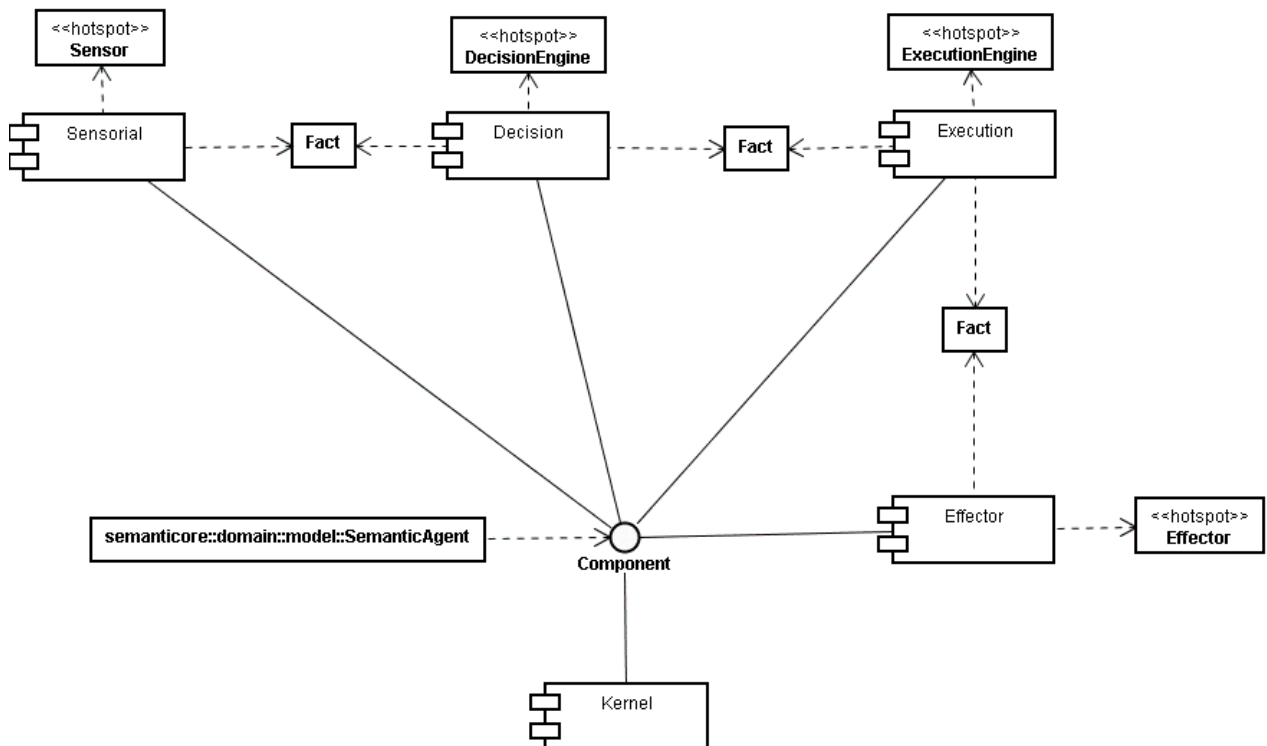 <<hotspot>>
Sensor
<<hotspot>>
DecisionEngine
<<hotspot>>
ExecutionEngine
Sensorial
Fact
Decision
Fact
Execution
Fact
semanticore::domain::model::SemanticAgent
Component
Effector
<<hotspot>>
Effector
Kernel